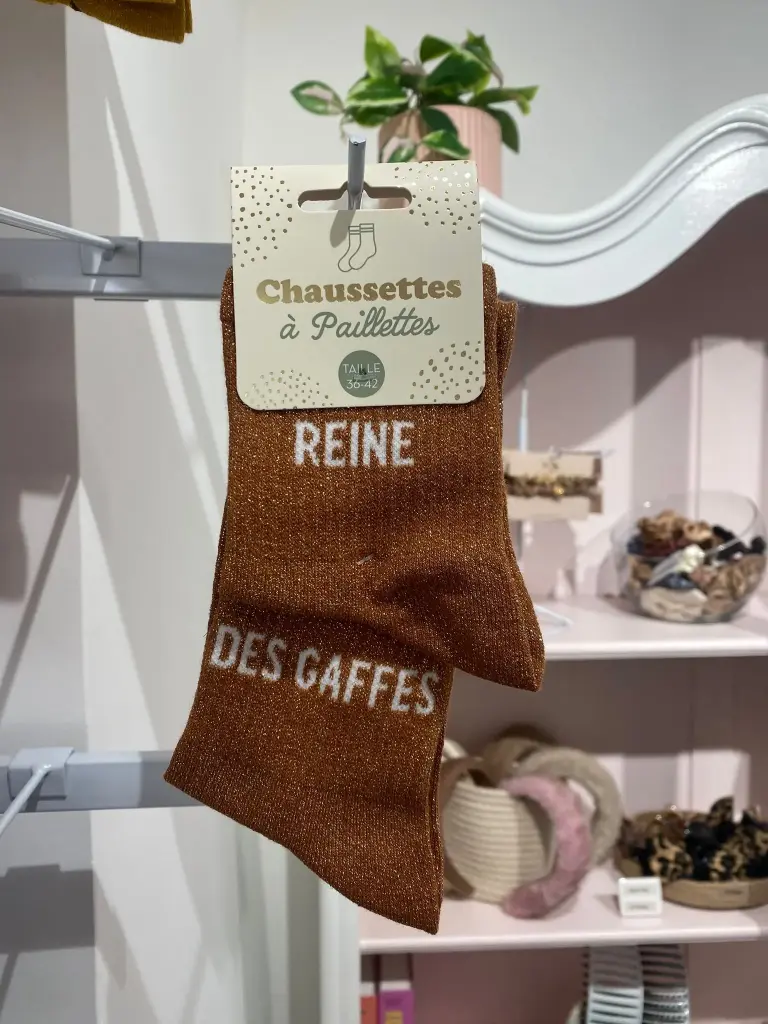 Chaussettes
à Paillettes
TAILLE
36-42
REINE
DES GAFFES